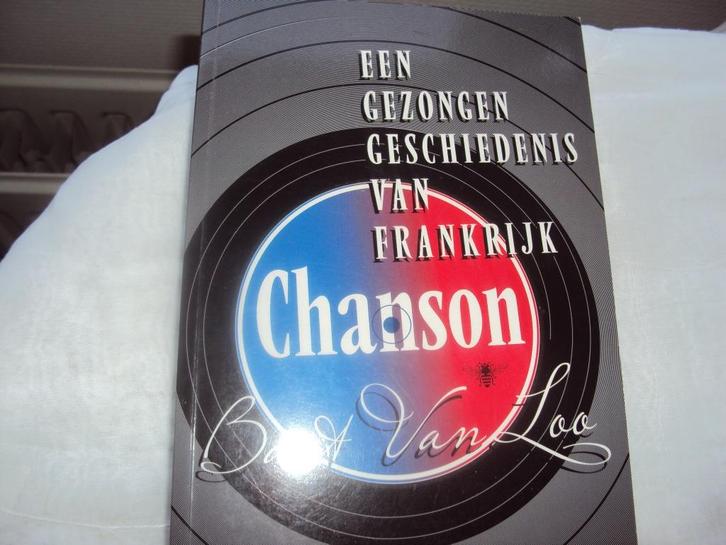 EEN
GEZONGEN
GESCHIEDENIS
VAN
FRANKRIJK
Chanson
Bart Van Loo